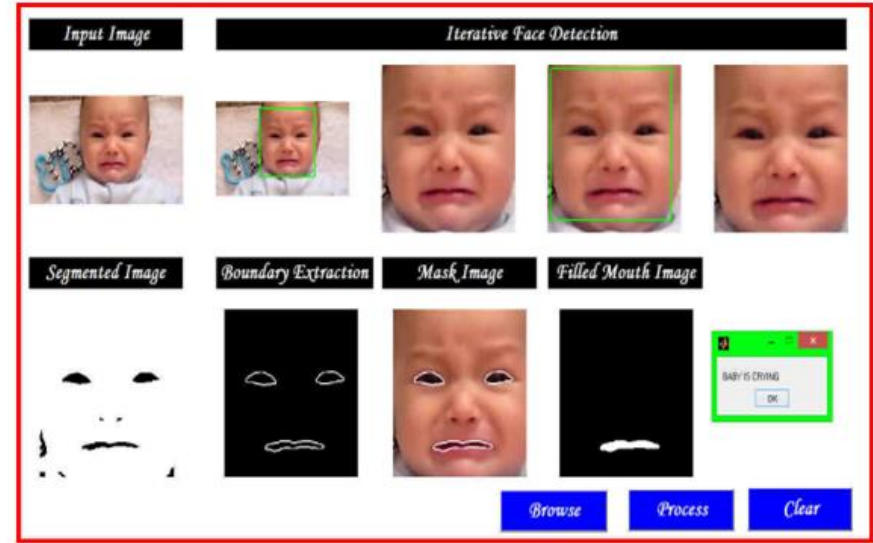 Input Image
Iterative Face Detection
Segmented Image
Boundary Extraction
Mask Image
Filled Mouth Image
BABY IS CRYING
OK
Browse
Process
Clear